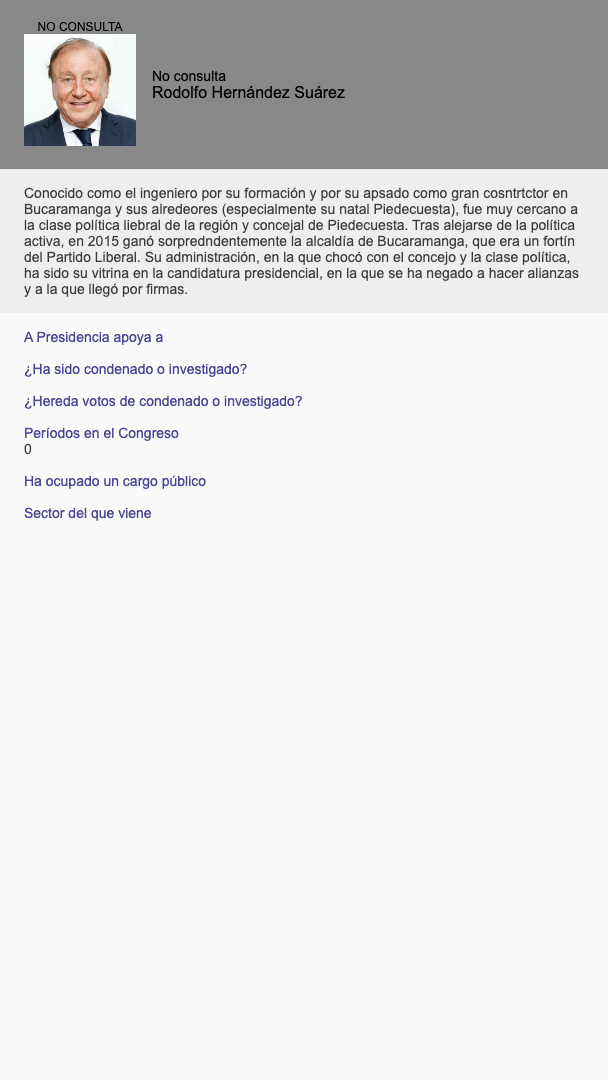 NO CONSULTA
No consulta
Rodolfo Hernández Suárez
Conocido como el ingeniero por su formación y por su apsado como gran cosntrtctor en
Bucaramanga y sus alredeores (especialmente su natal Piedecuesta), fue muy cercano a
la clase política liebral de la región y concejal de Piedecuesta. Tras alejarse de la política
activa, en 2015 ganó sorpredndentemente la alcaldía de Bucaramanga, que era un fortín
del Partido Liberal. Su administración, en la que chocó con el concejo y la clase política,
ha sido su vitrina en la candidatura presidencial, en la que se ha negado a hacer alianzas
y a la que llegó por firmas.
A Presidencia apoya a
¿Ha sido condenado o investigado?
¿Hereda votos de condenado o investigado?
Períodos en el Congreso
0
Ha ocupado un cargo público
Sector del que viene